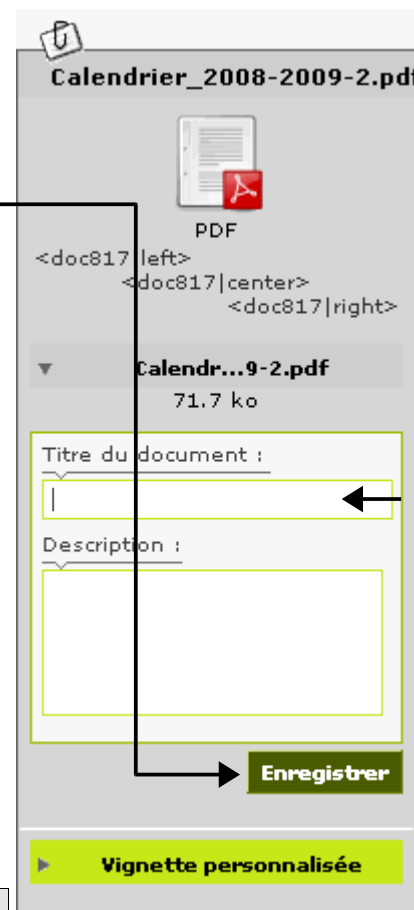 Calendrier_2008-2009-2.pdf
PDF
<doc817|left>
<doc817|center>
<doc817|right>
Calendr...9-2.pdf
71.7 ko
Titre du document :
Description :
Enregistrer
Vignette personnalisée